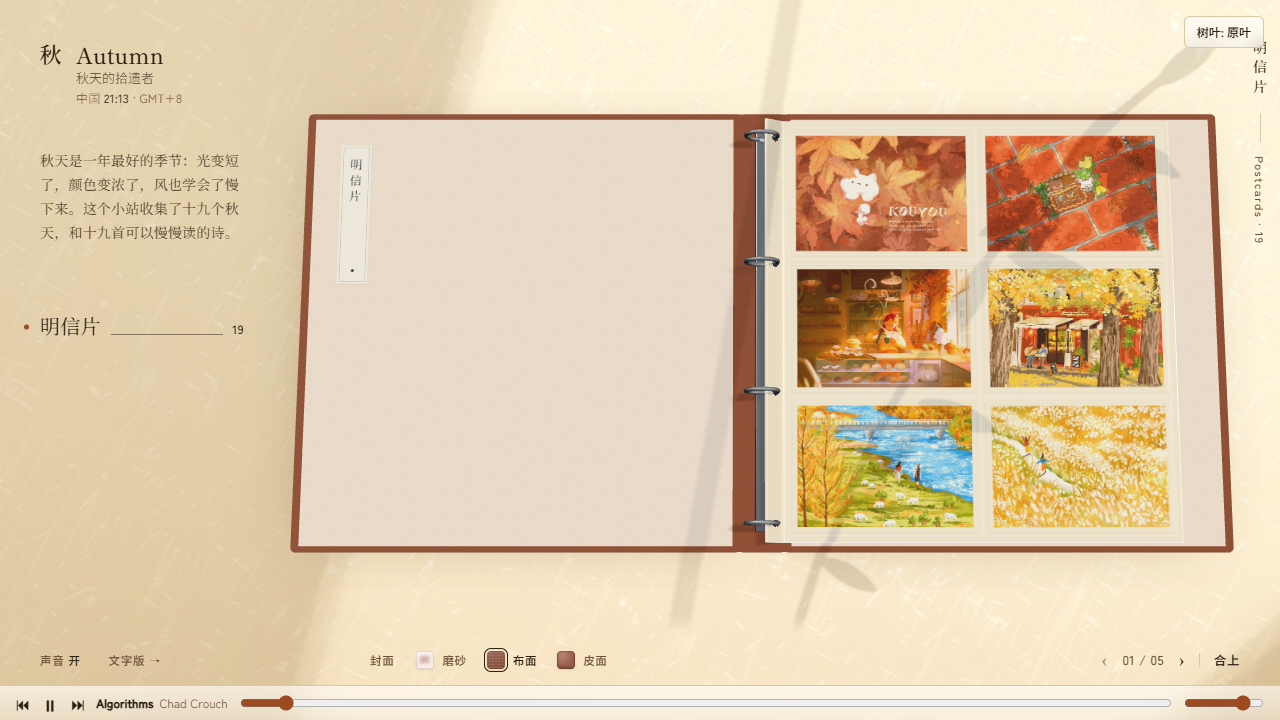 秋 Autumn
秋天的拾遗者
中国 21:13 · GMT+8
秋天是一年最好的季节：光变短
了，颜色变浓了，风也学会了慢
下来。这个小站收集了十九个秋
天，和十九首可以慢慢读的诗。
明信片 19
明信片
KOUYOU
树叶: 原叶
明信片
Postcards · 19
声音 开
文字版 →
封面
磨砂
布面
皮面
‹ 01 / 05 ›
合上
Algorithms Chad Crouch